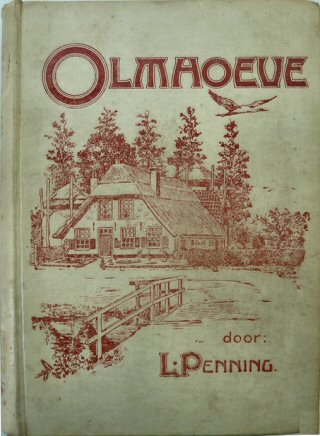 OLMHOEVE
door:
L. PENNING.